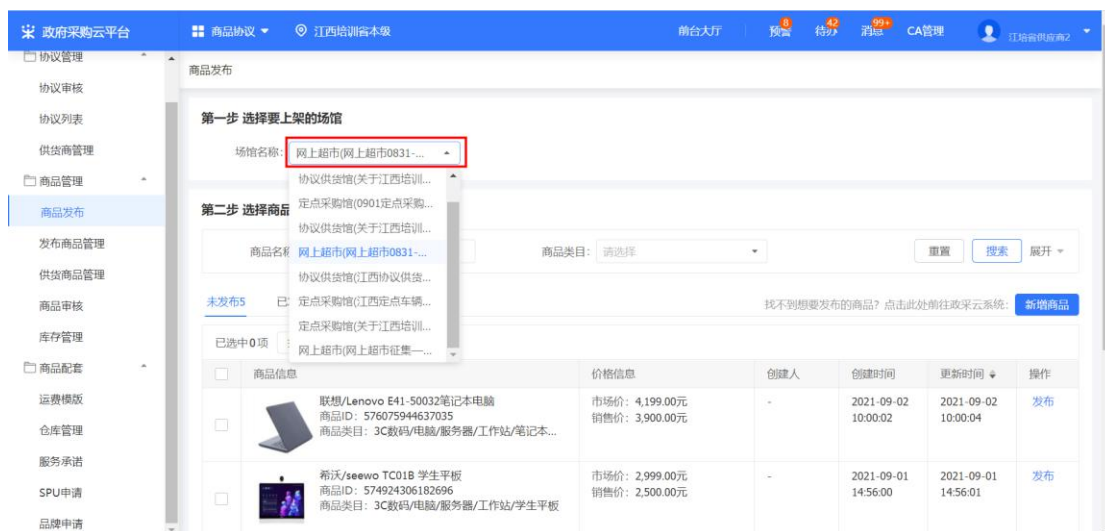 政府采购云平台
商品协议
江西培训省本级
前台大厅
预警 8
待办 42
消息 99+
CA管理
江培省供应商2
协议管理
协议审核
协议列表
供货商管理
商品管理
商品发布
发布商品管理
供货商品管理
商品审核
库存管理
商品配套
运费模版
仓库管理
服务承诺
SPU申请
品牌申请
商品发布
第一步 选择要上架的场馆
场馆名称: 网上超市(网上超市0831-...
协议供货馆(关于江西培训...
定点采购馆(0901定点采购...
协议供货馆(关于江西培训...
网上超市(网上超市0831-...
协议供货馆(江西协议供货...
定点采购馆(江西定点车辆...
定点采购馆(关于江西培训...
网上超市(网上超市征集—...
第二步 选择商品
商品名称
商品类目: 请选择
重置
搜索
展开
未发布5
已
找不到想要发布的商品？点击此处前往政采云系统:
新增商品
已选中0项
商品信息 价格信息 创建人 创建时间 更新时间 操作
联想/Lenovo E41-50032笔记本电脑
商品ID: 576075944637035
商品类目: 3C数码/电脑/服务器/工作站/笔记本...
市场价: 4,199.00元
销售价: 3,900.00元
-
2021-09-02
10:00:02
2021-09-02
10:00:04
发布
希沃/seewo TC01B 学生平板
商品ID: 574924306182696
商品类目: 3C数码/电脑/服务器/工作站/学生平板
市场价: 2,999.00元
销售价: 2,500.00元
-
2021-09-01
14:56:00
2021-09-01
14:56:01
发布